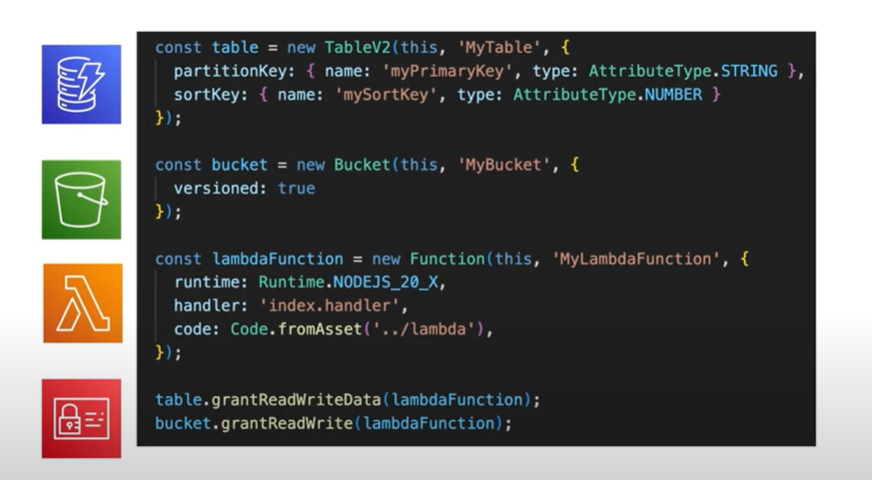 const table = new TableV2(this, 'MyTable', {
  partitionKey: { name: 'myPrimaryKey', type: AttributeType.STRING },
  sortKey: { name: 'mySortKey', type: AttributeType.NUMBER }
});

const bucket = new Bucket(this, 'MyBucket', {
  versioned: true
});

const lambdaFunction = new Function(this, 'MyLambdaFunction', {
  runtime: Runtime.NODEJS_20_X,
  handler: 'index.handler',
  code: Code.fromAsset('../lambda'),
});

table.grantReadWriteData(lambdaFunction);
bucket.grantReadWrite(lambdaFunction);